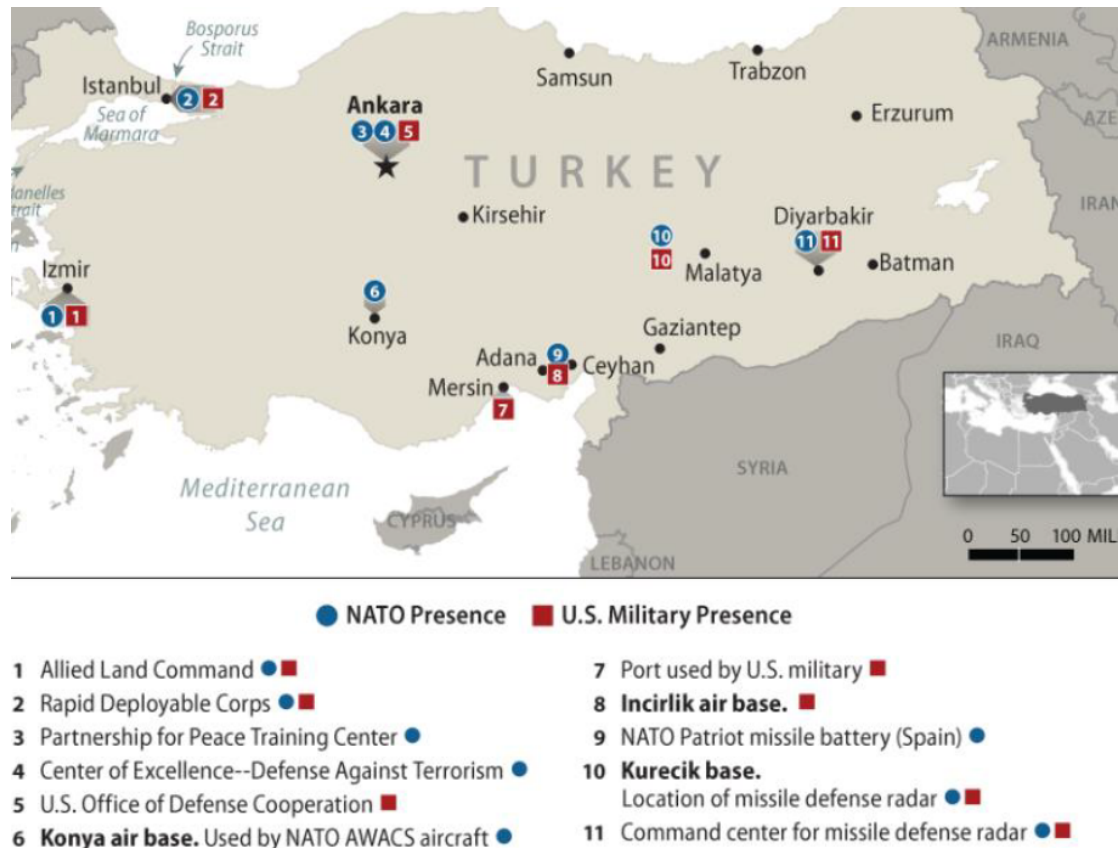 Bosporus
Strait
Istanbul
2 2
Sea of
Marmara
danelles
trait
n
Izmir
1 1
Ankara
3 4 5
Samsun
Trabzon
Erzurum
ARMENIA
AZE
IRAN
TURKEY
Kirsehir
6
Konya
10
10
Malatya
Diyarbakir
11 11
Batman
Gaziantep
Adana
9
8
Ceyhan
Mersin
7
IRAQ
SYRIA
Mediterranean
Sea
CYPRUS
LEBANON
0 50 100 MIL
NATO Presence U.S. Military Presence
1 Allied Land Command
2 Rapid Deployable Corps
3 Partnership for Peace Training Center
4 Center of Excellence--Defense Against Terrorism
5 U.S. Office of Defense Cooperation
6 Konya air base. Used by NATO AWACS aircraft
7 Port used by U.S. military
8 Incirlik air base.
9 NATO Patriot missile battery (Spain)
10 Kurecik base.
Location of missile defense radar
11 Command center for missile defense radar